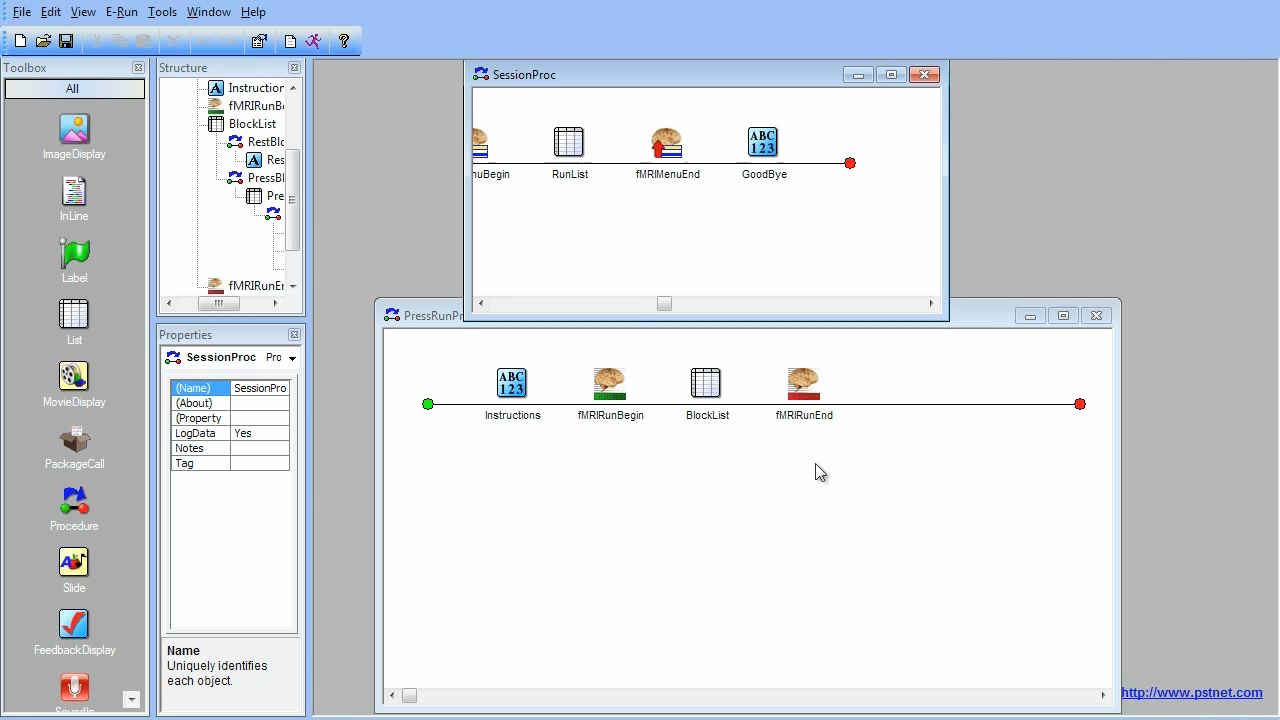 File Edit View E-Run Tools Window Help
Toolbox
All
ImageDisplay
InLine
Label
List
MovieDisplay
PackageCall
Procedure
Slide
FeedbackDisplay
SoundIn
Structure
Instruction
fMRIRunBe
BlockList
RestBlo
Res
PressBl
Pre
fMRIRunEr
Properties
SessionProc Pro
(Name) SessionPro
(About)
(Property
LogData Yes
Notes
Tag
Name
Uniquely identifies
each object.
SessionProc
nuBegin RunList fMRIMenuEnd GoodBye
ABC
123
PressRunPr
ABC
123
Instructions fMRIRunBegin BlockList fMRIRunEnd
http://www.pstnet.com